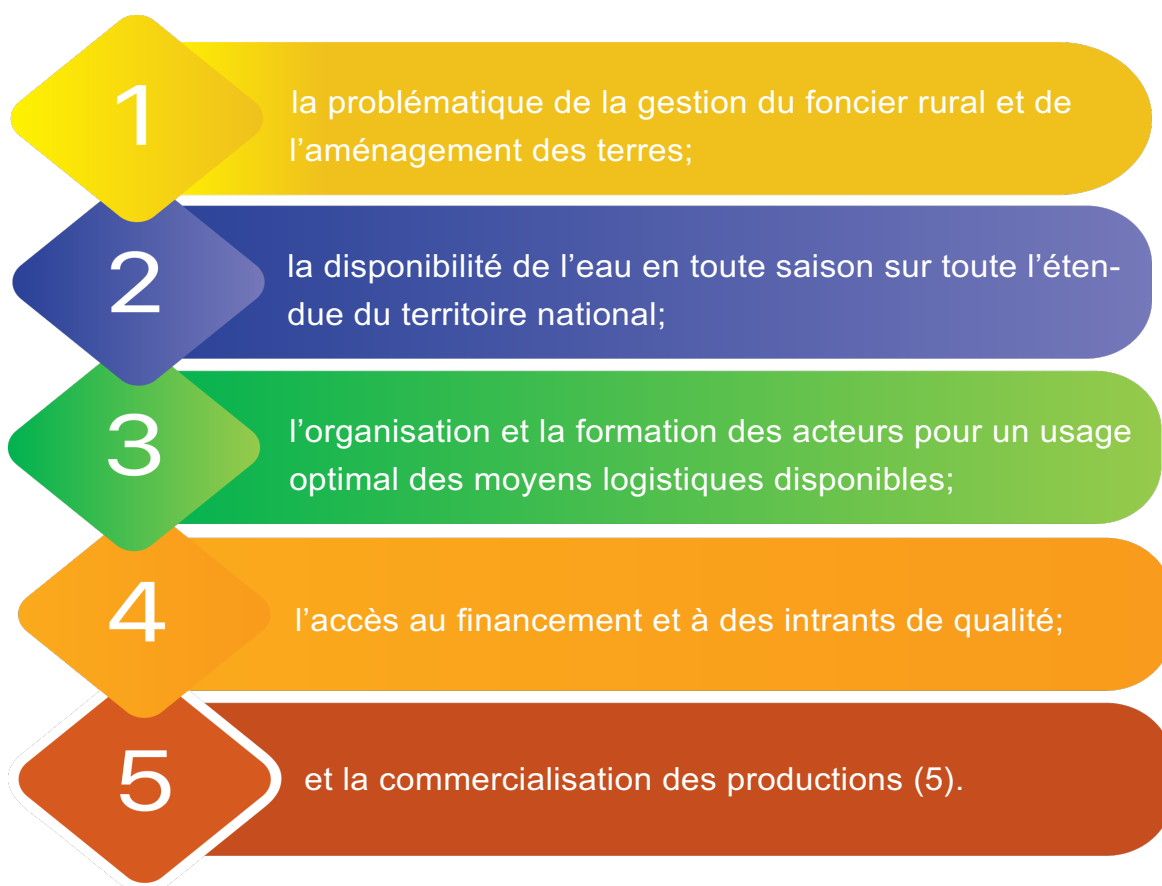 1
la problématique de la gestion du foncier rural et de
l’aménagement des terres;
2
la disponibilité de l’eau en toute saison sur toute l’éten-
due du territoire national;
3
l’organisation et la formation des acteurs pour un usage
optimal des moyens logistiques disponibles;
4
l’accès au financement et à des intrants de qualité;
5
et la commercialisation des productions (5).